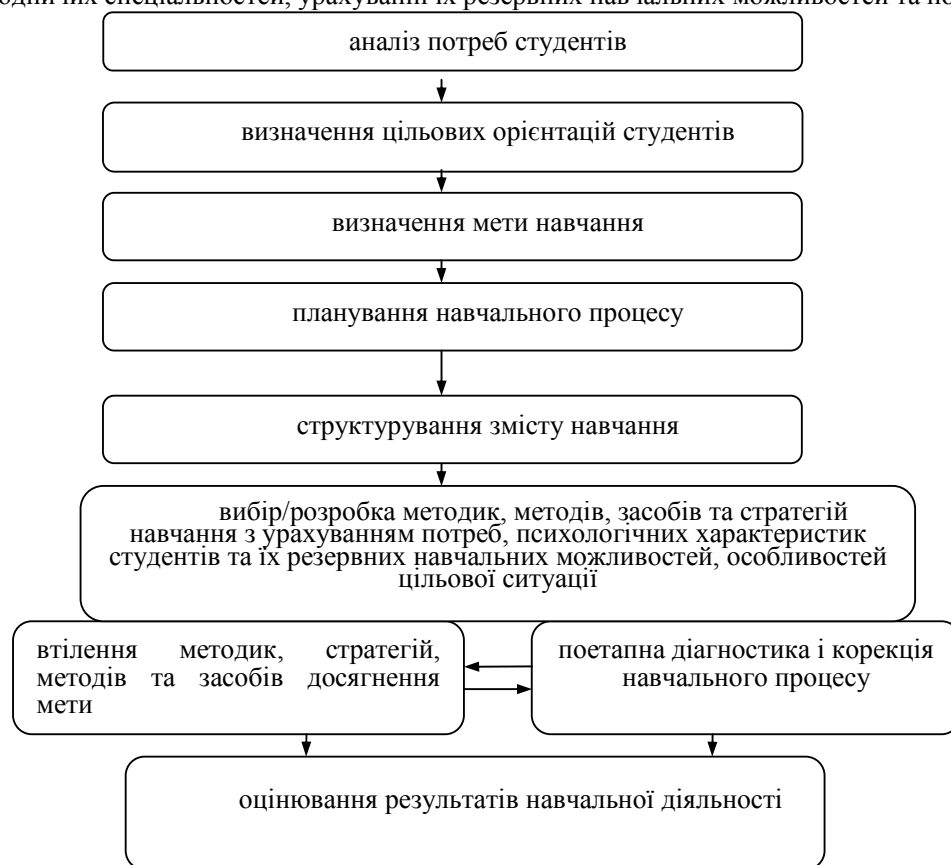 спеціальностей, урахуванні їх резервних навчальних можливостей та
аналіз потреб студентів
визначення цільових орієнтацій студентів
визначення мети навчання
планування навчального процесу
структурування змісту навчання
вибір/розробка методик, методів, засобів та стратегій
навчання з урахуванням потреб, психологічних характеристик
студентів та їх резервних навчальних можливостей, особливостей
цільової ситуації
втілення методик, стратегій,
методів та засобів досягнення
мети
поетапна діагностика і корекція
навчального процесу
оцінювання результатів навчальної діяльності